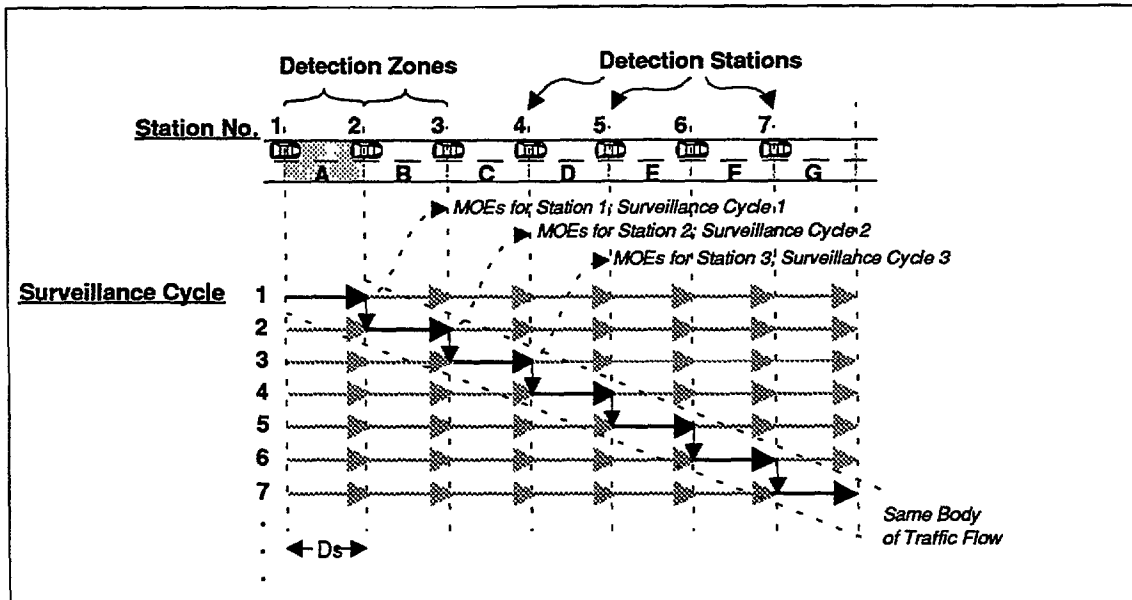 Detection Zones
Detection Stations
Station No. 1 2 3 4 5 6 7
A B C D E F G
MOEs for Station 1; Surveillance Cycle 1
MOEs for Station 2; Surveillance Cycle 2
MOEs for Station 3; Surveillance Cycle 3
Surveillance Cycle 1
2
3
4
5
6
7
Same Body
of Traffic Flow
Ds